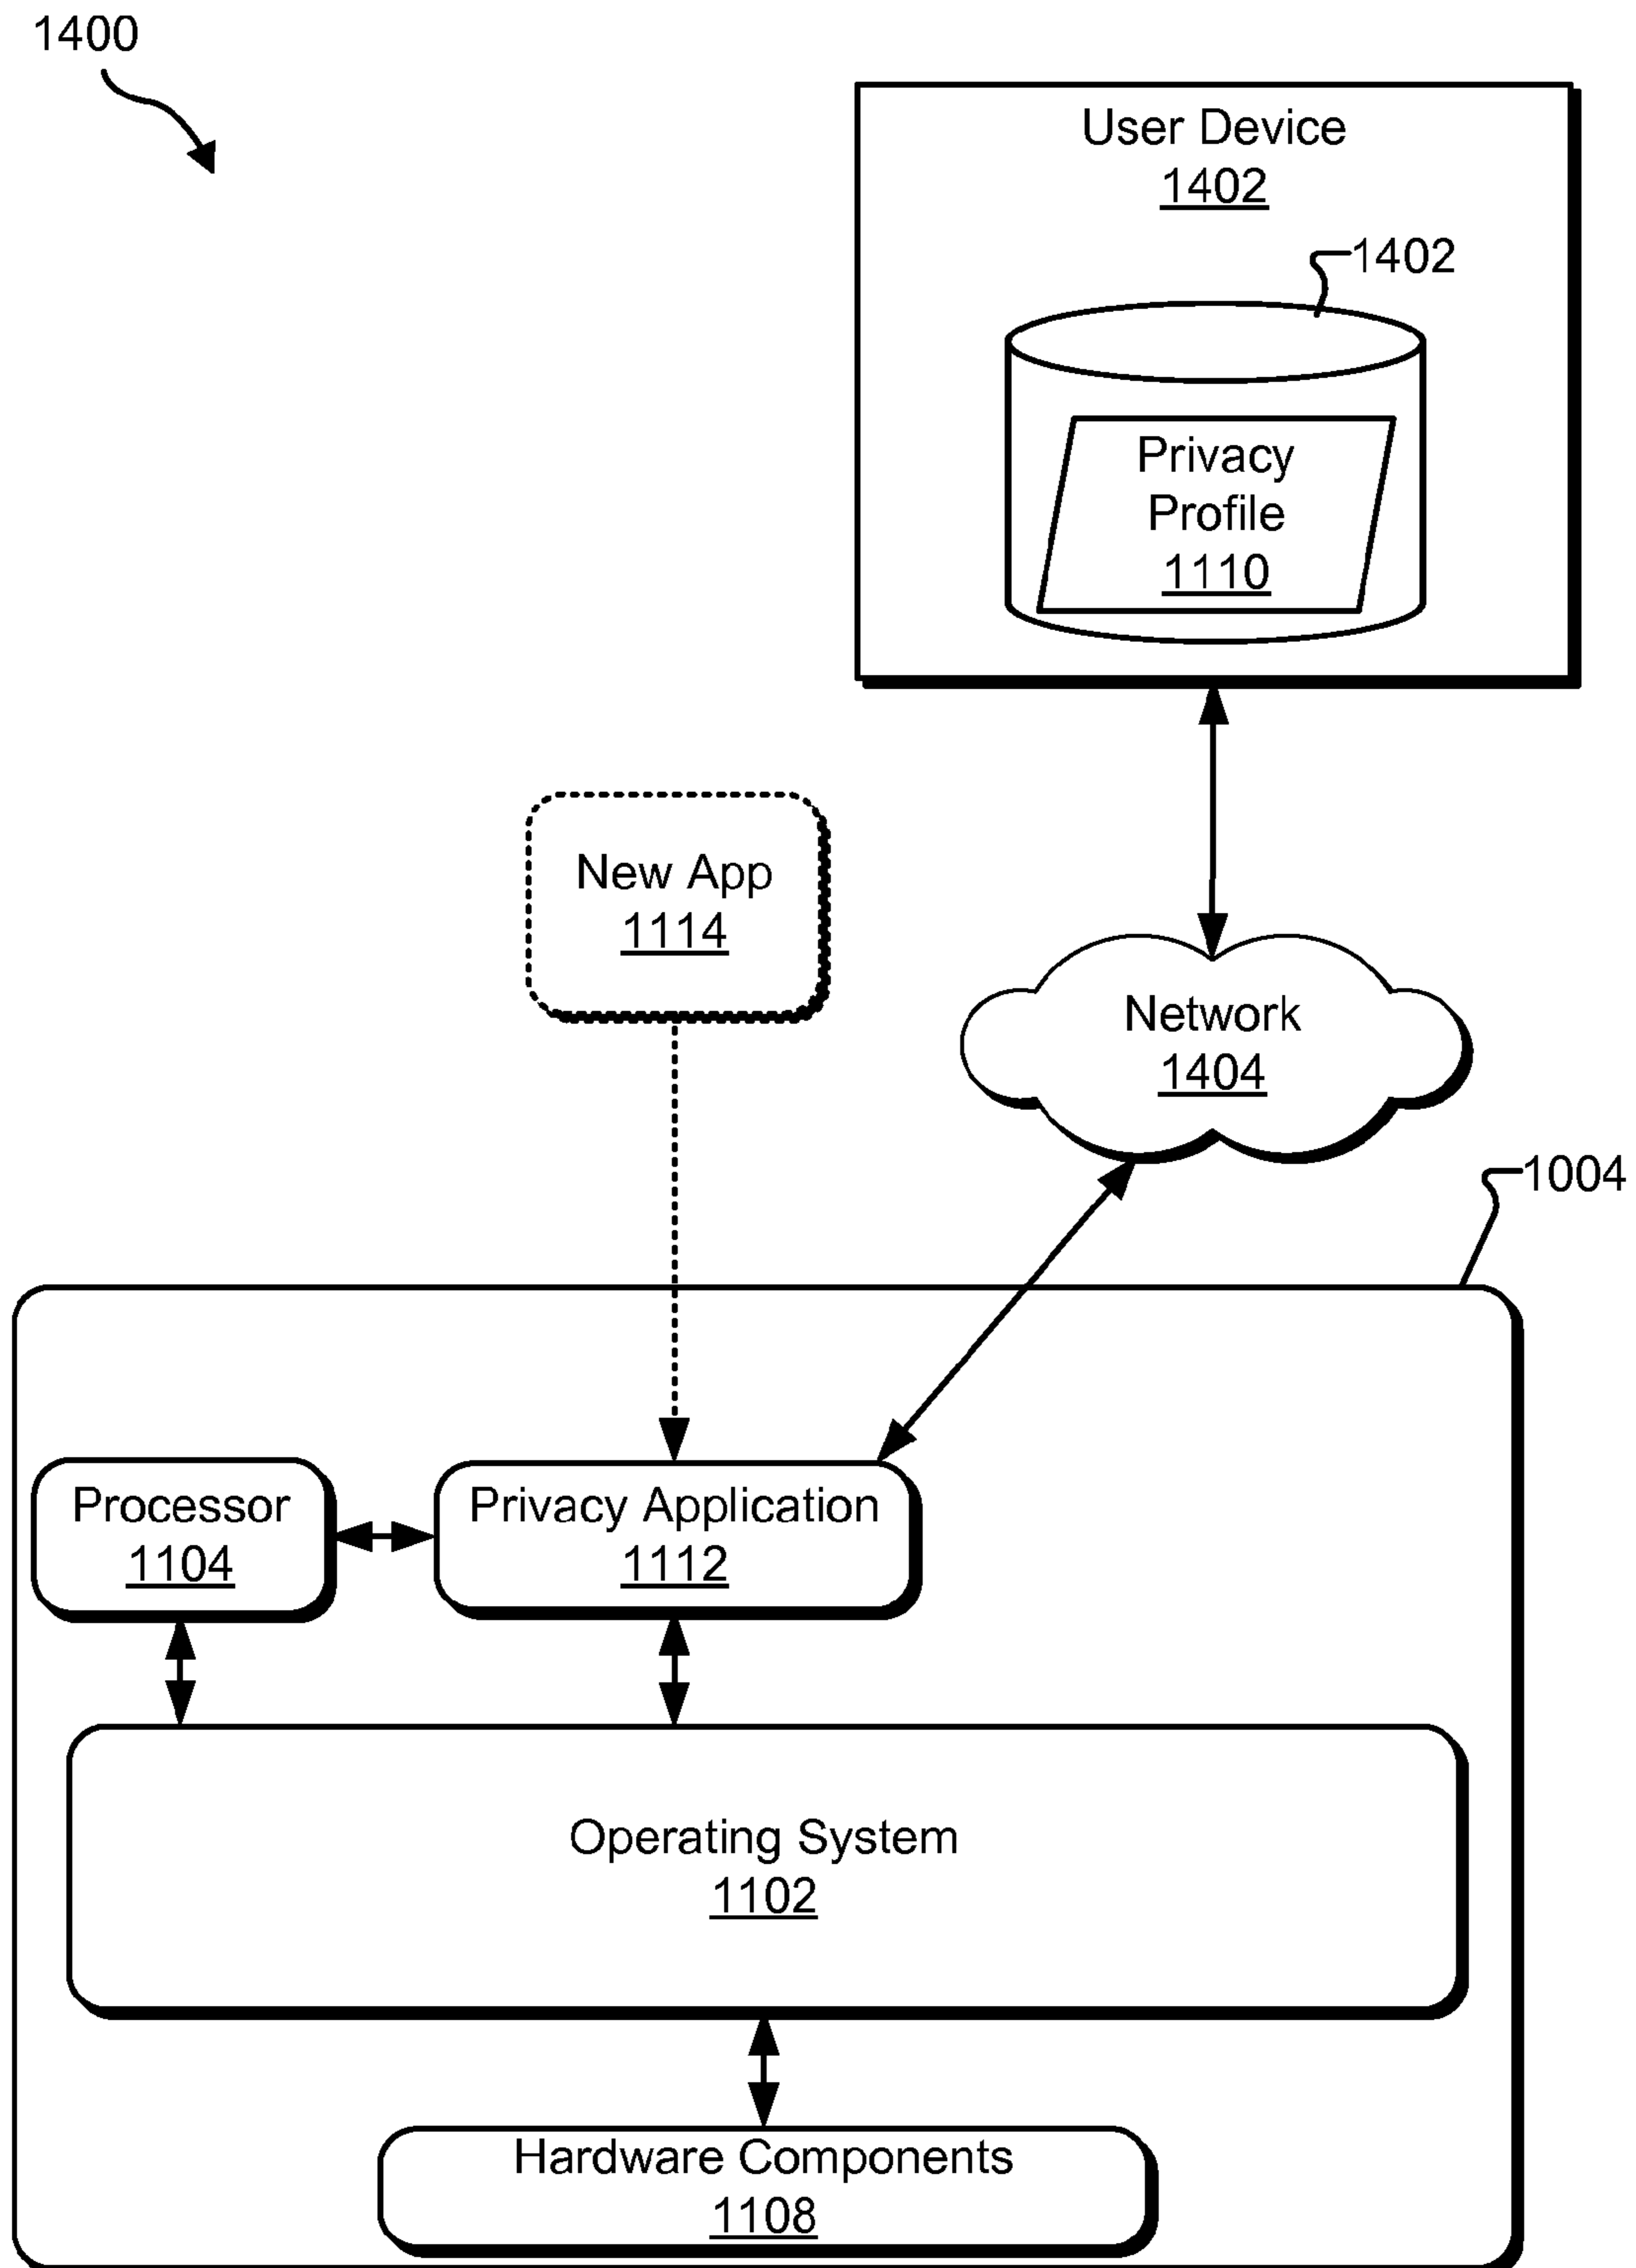 1400
User Device
1402
1402
Privacy
Profile
1110
New App
1114
Network
1404
1004
Processor
1104
Privacy Application
1112
Operating System
1102
Hardware Components
1108